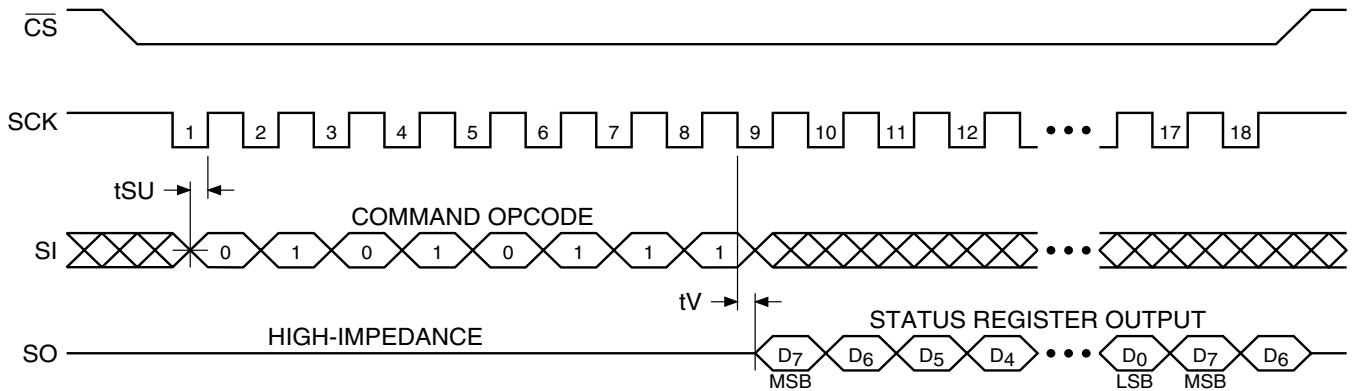 CS
SCK 1 2 3 4 5 6 7 8 9 10 11 12 ••• 17 18
tSU
COMMAND OPCODE
SI 0 1 0 1 0 1 1 1 •••
tV
HIGH-IMPEDANCE STATUS REGISTER OUTPUT
SO D7 D6 D5 D4 ••• D0 D7 D6
MSB LSB MSB